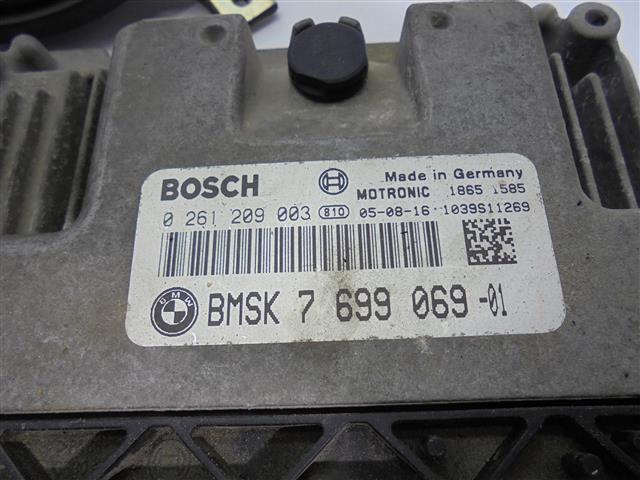 BOSCH
Made in Germany
MOTRONIC 1865 1585
0 261 209 003 810 05-08-16 1039S11269
BMW
BMSK 7 699 069-01